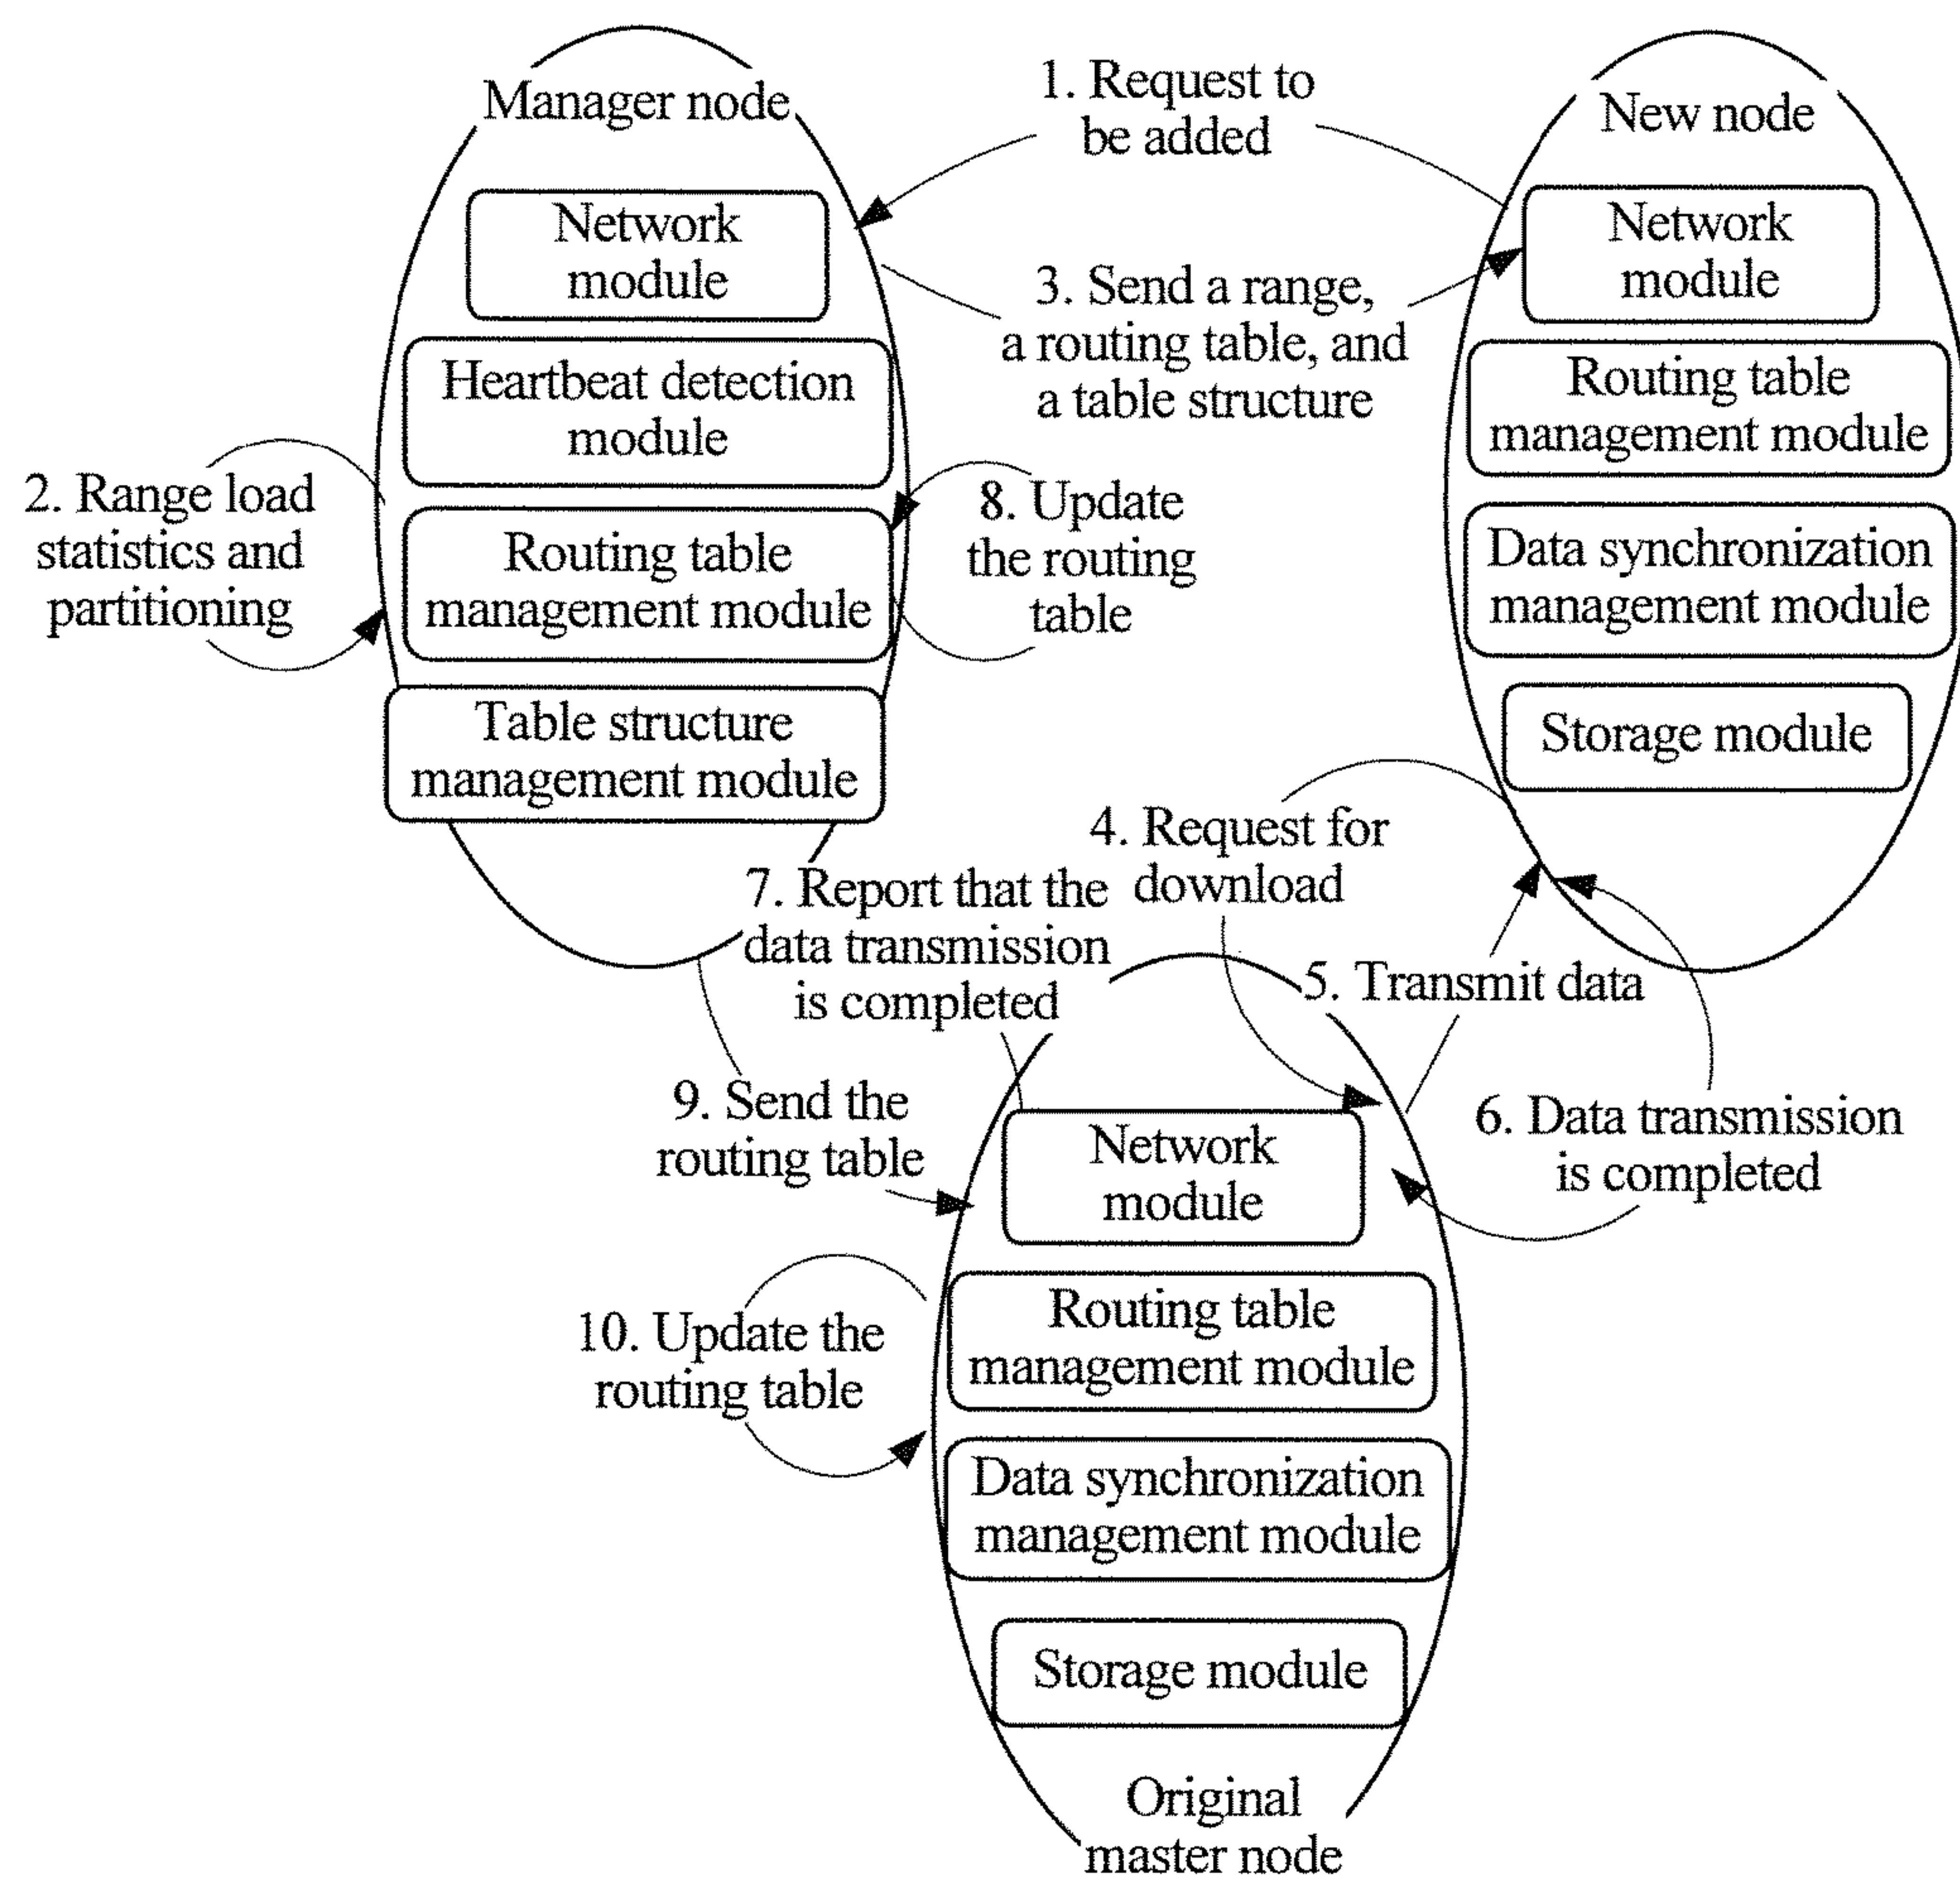 Manager node
Network
module
Heartbeat detection
module
Routing table
management module
Table structure
management module
1. Request to
be added
New node
Network
module
Routing table
management module
Data synchronization
management module
Storage module
2. Range load
statistics and
partitioning
3. Send a range,
a routing table, and
a table structure
8. Update
the routing
table
4. Request for
download
7. Report that the
data transmission
is completed
5. Transmit data
6. Data transmission
is completed
9. Send the
routing table
10. Update the
routing table
Network
module
Routing table
management module
Data synchronization
management module
Storage module
Original
master node